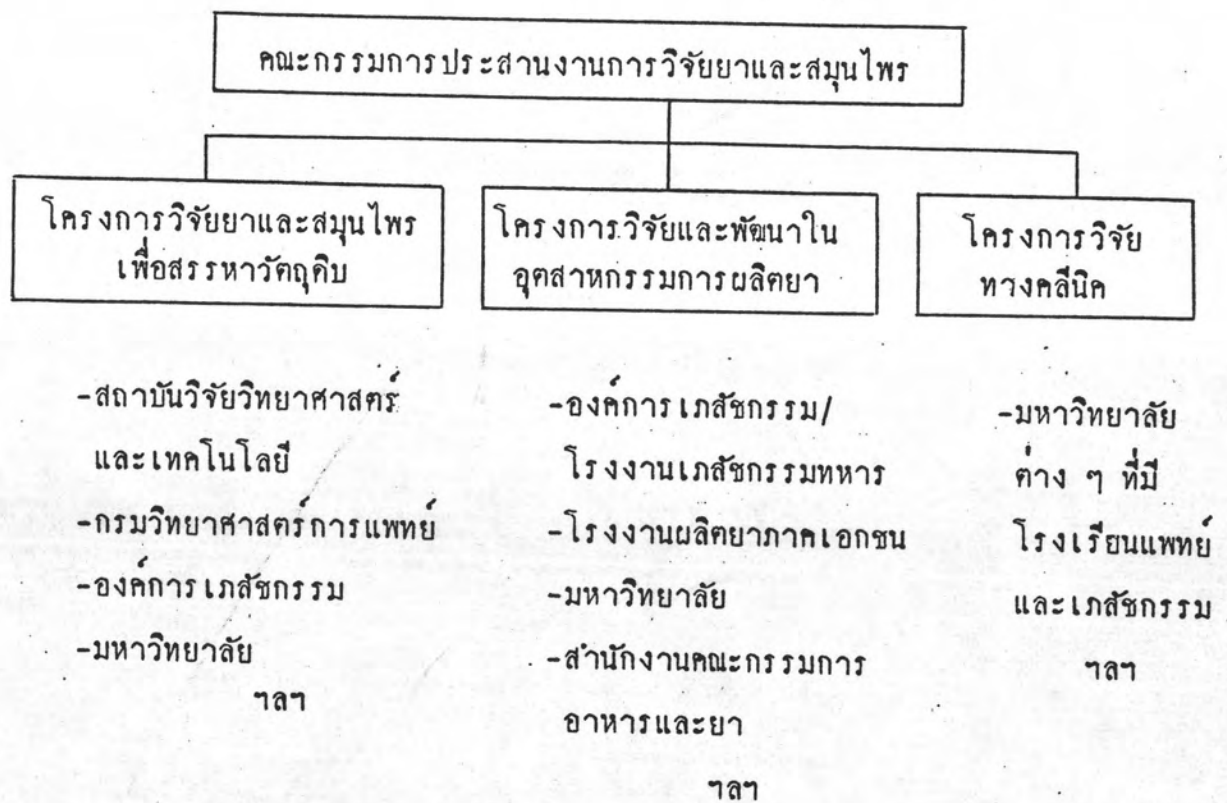 คณะกรรมการประสานงานการวิจัยยาและสมุนไพร
โครงการวิจัยยาและสมุนไพร
เพื่อสรรหาวัตถุดิบ
โครงการวิจัยและพัฒนาใน
อุตสาหกรรมการผลิตยา
โครงการวิจัย
ทางคลีนิค
-สถาบันวิจัยวิทยาศาสตร์
และเทคโนโลยี
-กรมวิทยาศาสตร์การแพทย์
-องค์การเภสัชกรรม
-มหาวิทยาลัย
ฯลฯ
-องค์การเภสัชกรรม/
โรงงานเภสัชกรรมทหาร
-โรงงานผลิตยาภาคเอกชน
-มหาวิทยาลัย
-สำนักงานคณะกรรมการ
อาหารและยา
ฯลฯ
-มหาวิทยาลัย
ต่าง ๆ ที่มี
โรงเรียนแพทย์
และเภสัชกรรม
ฯลฯ